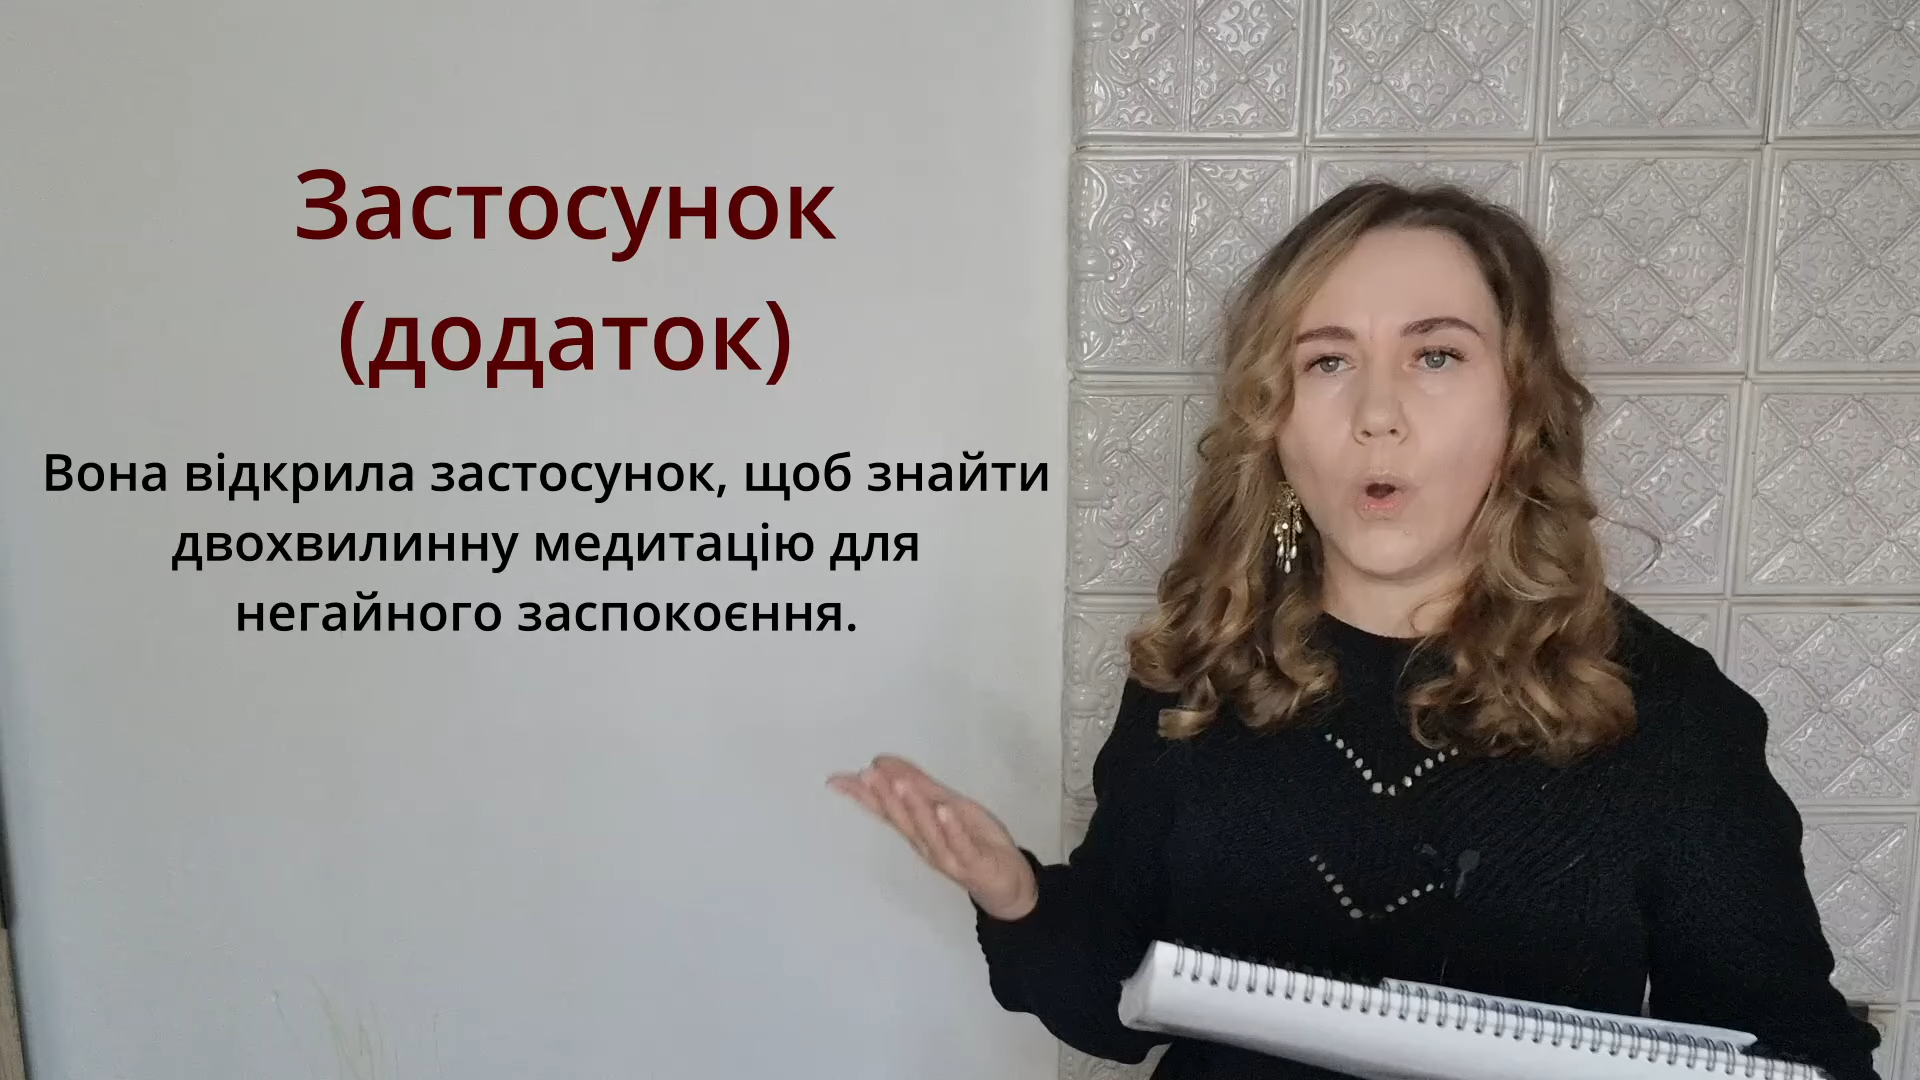 Застосунок
(додаток)
Вона відкрила застосунок, щоб знайти
двохвилинну медитацію для
негайного заспокоєння.